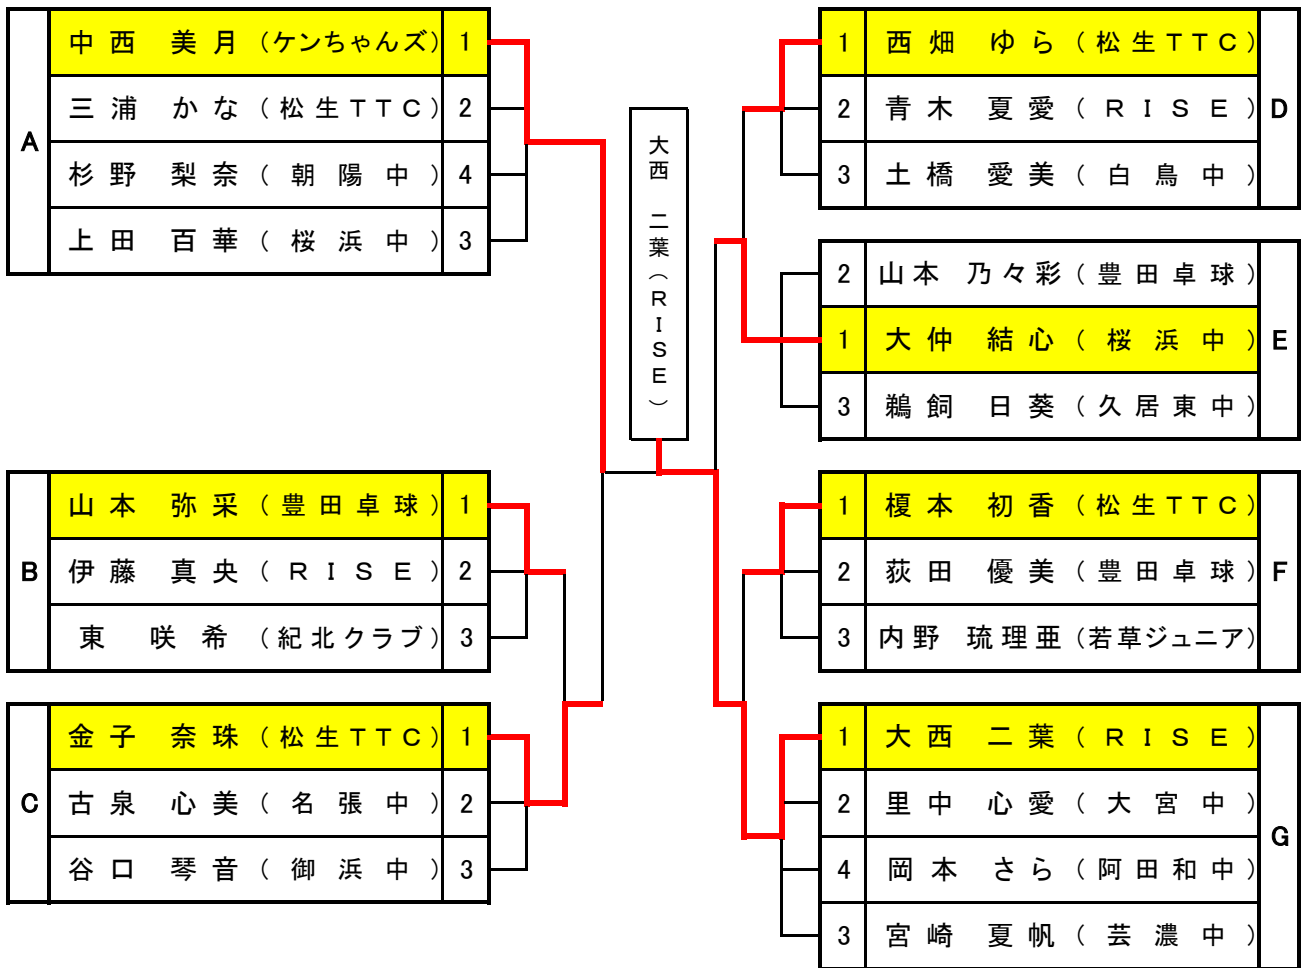 A
中西 美月 (ケンちゃんズ) 1
三浦 かな (松生TTC) 2
杉野 梨奈 (朝陽中) 4
上田 百華 (桜浜中) 3
B
山本 弥采 (豊田卓球) 1
伊藤 真央 (RISE) 2
東 咲希 (紀北クラブ) 3
C
金子 奈珠 (松生TTC) 1
古泉 心美 (名張中) 2
谷口 琴音 (御浜中) 3
大西 二葉(RISE)
D
1 西畑 ゆら (松生TTC)
2 青木 夏愛 (RISE)
3 土橋 愛美 (白鳥中)
E
2 山本 乃々彩 (豊田卓球)
1 大仲 結心 (桜浜中)
3 鵜飼 日葵 (久居東中)
F
1 榎本 初香 (松生TTC)
2 荻田 優美 (豊田卓球)
3 内野 琉理亜 (若草ジュニア)
G
1 大西 二葉 (RISE)
2 里中 心愛 (大宮中)
4 岡本 さら (阿田和中)
3 宮崎 夏帆 (芸濃中)